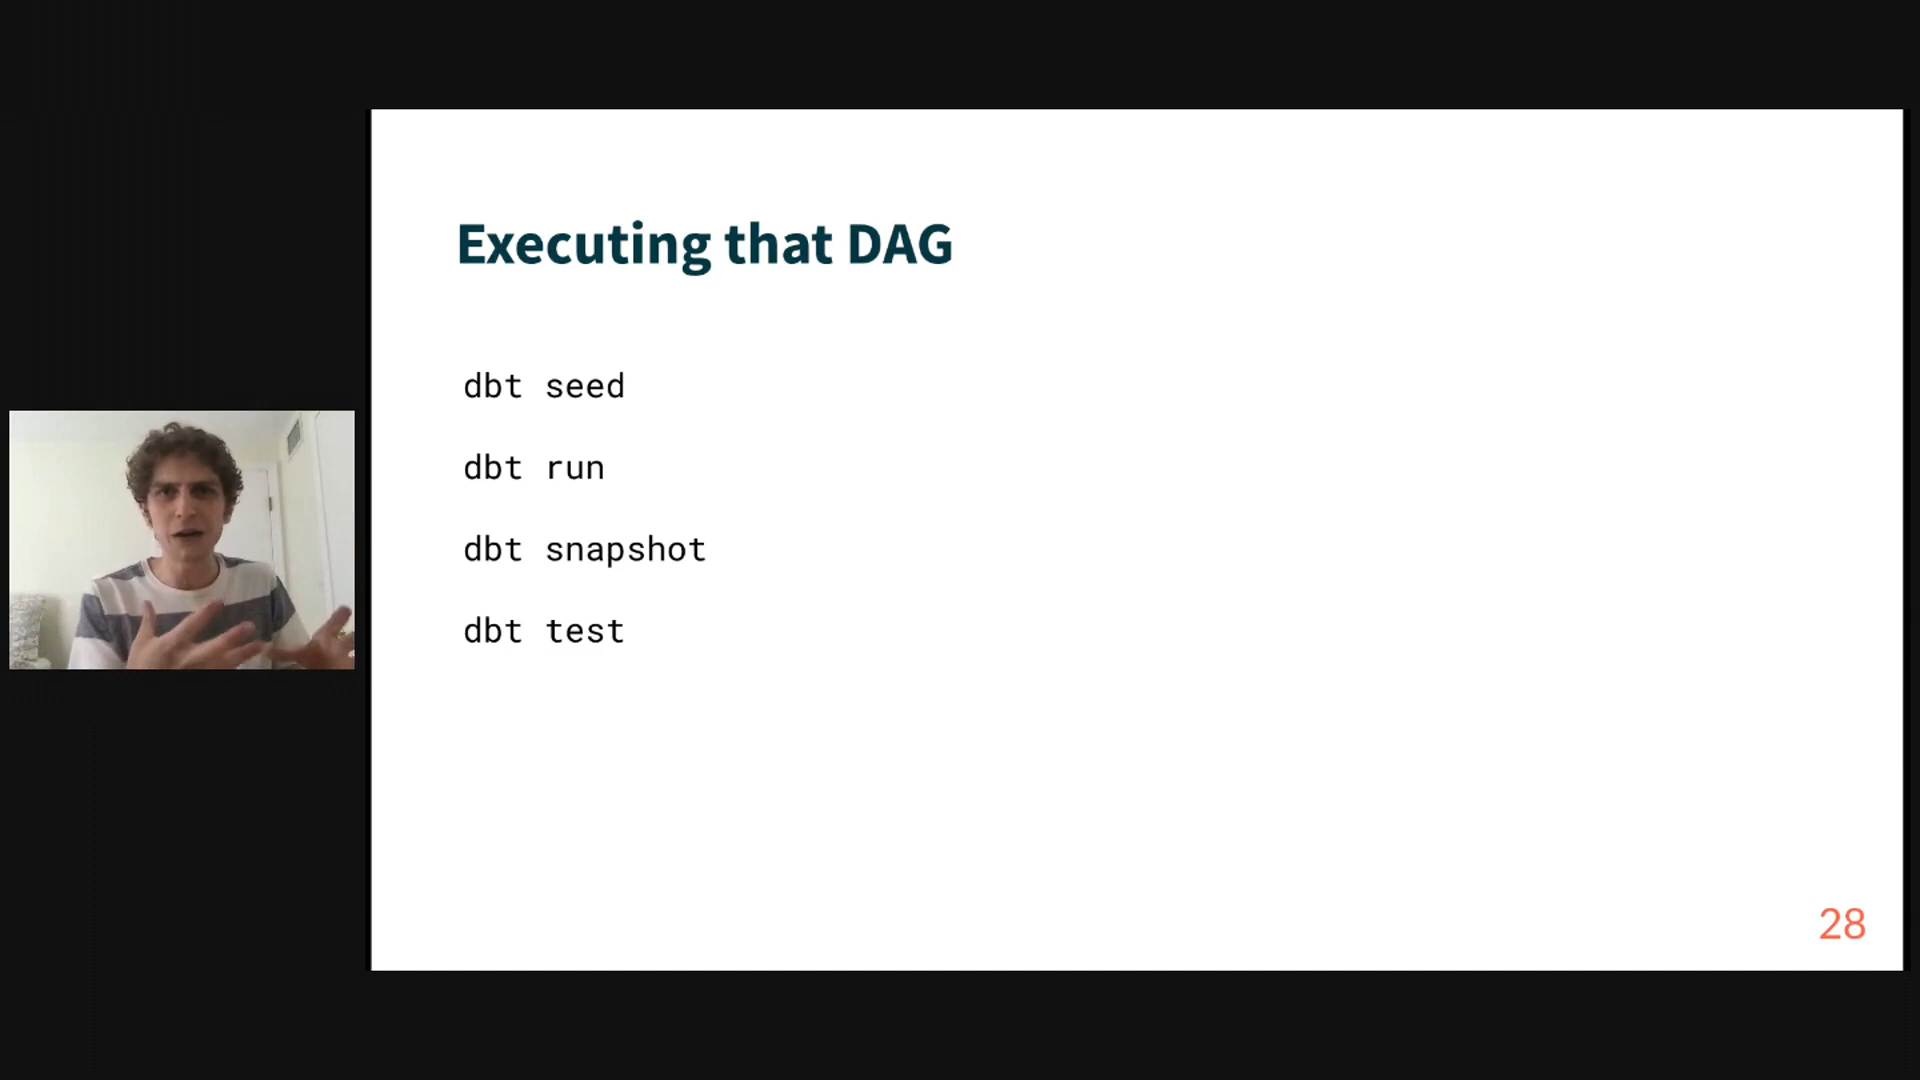 Executing that DAG
dbt seed
dbt run
dbt snapshot
dbt test
28